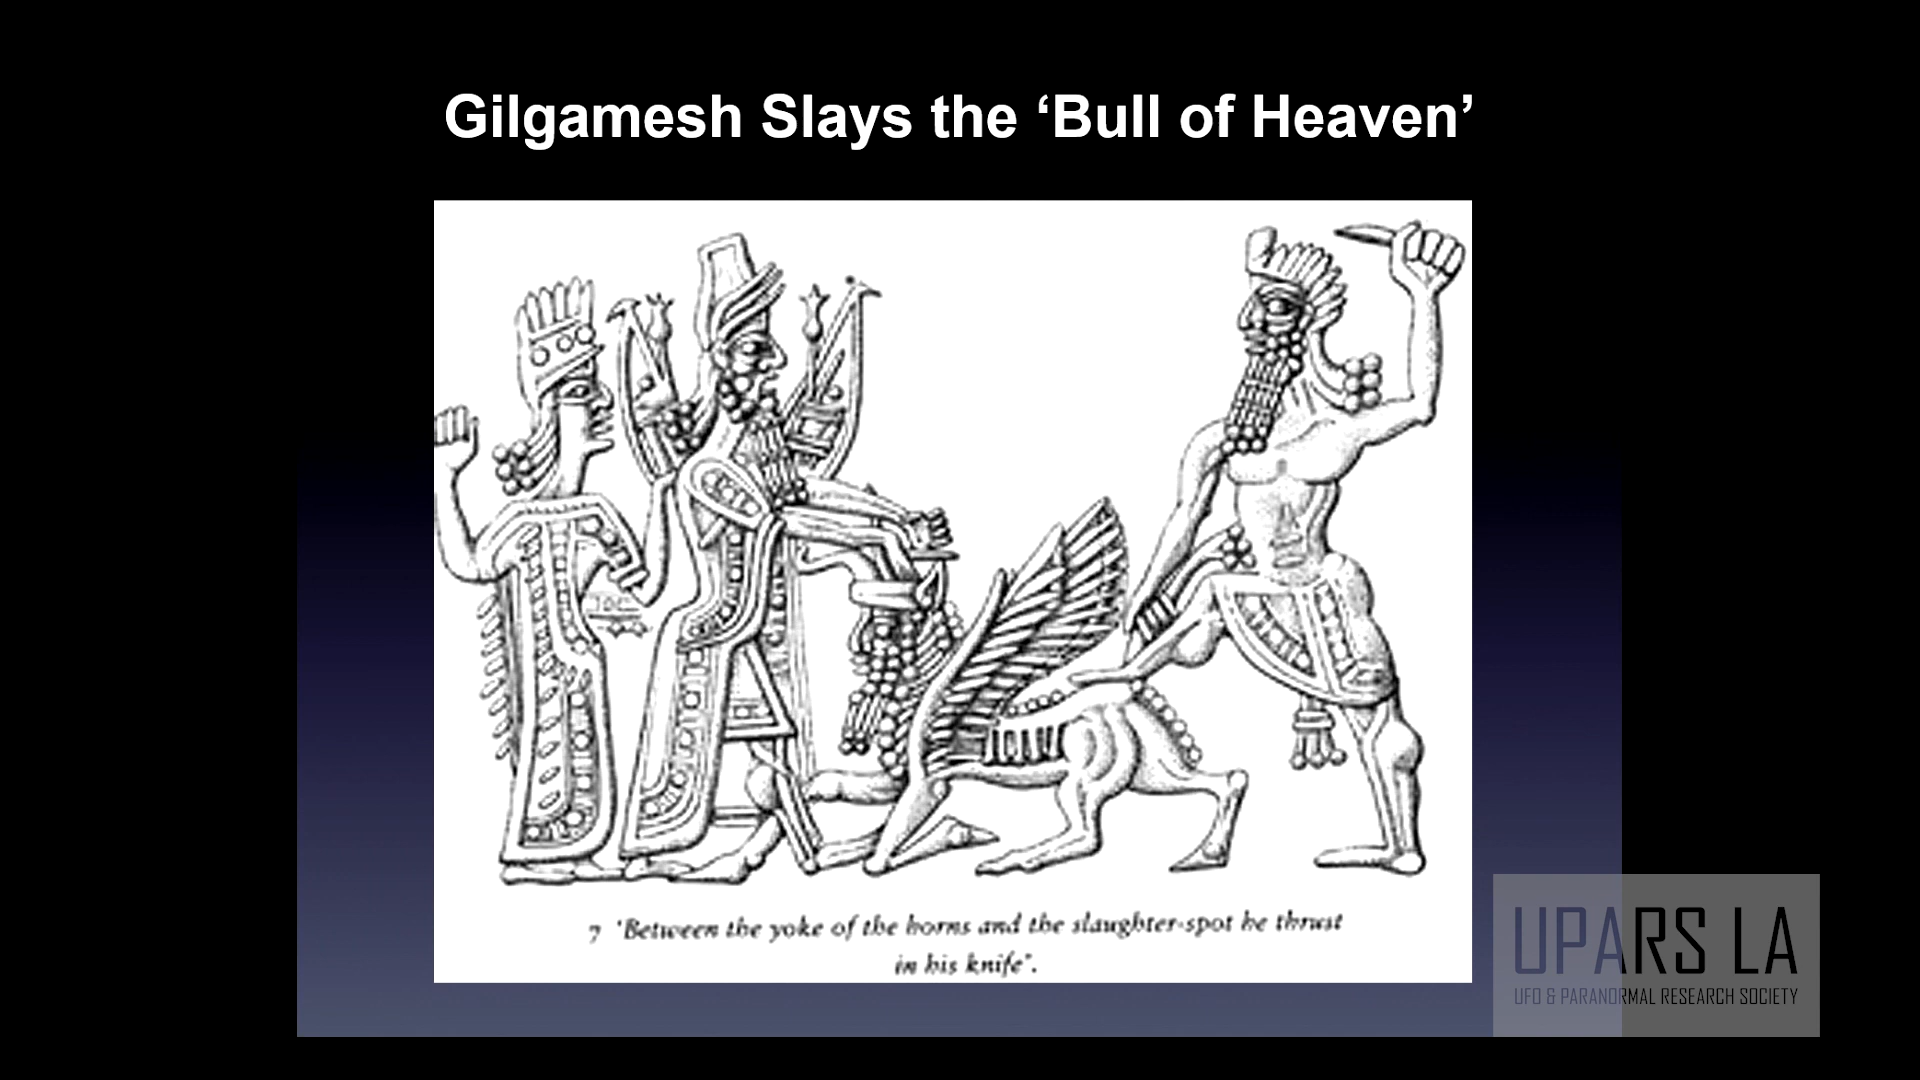 Gilgamesh Slays the ‘Bull of Heaven’
7 ‘Between the yoke of the horns and the slaughter-spot he thrust
in his knife’.
UPARS LA
UFO & PARANORMAL RESEARCH SOCIETY